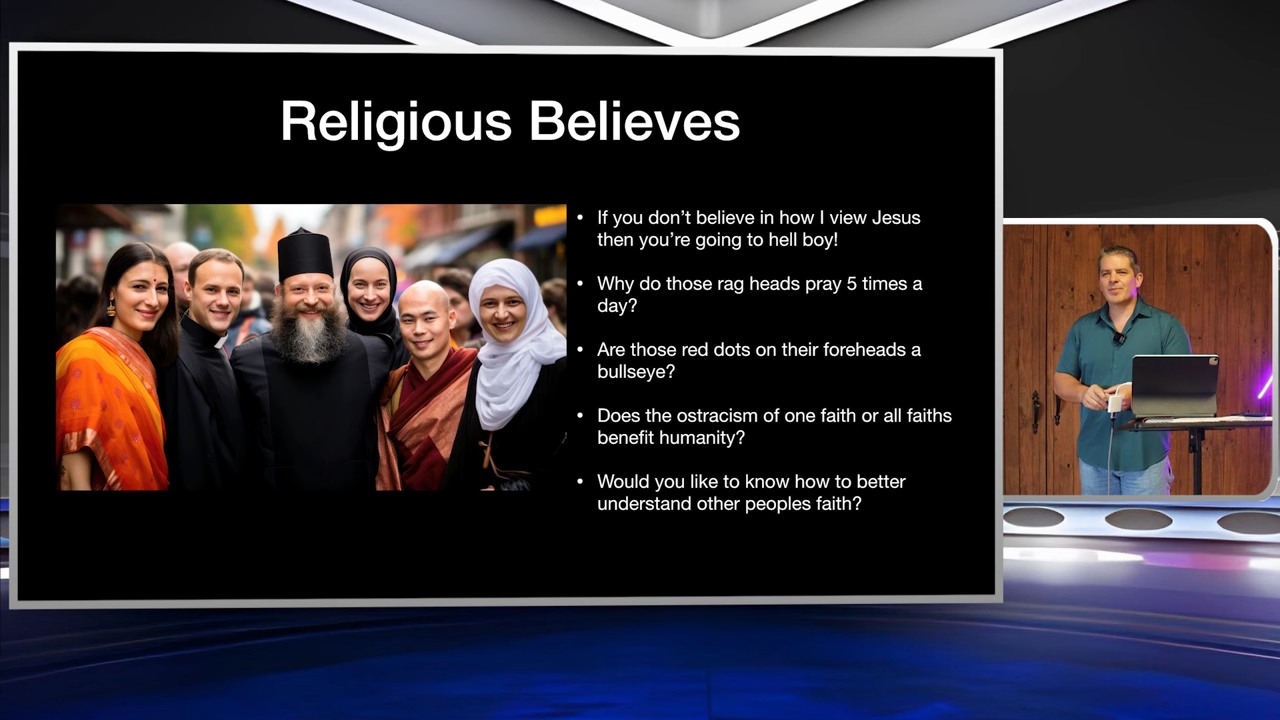 Religious Believes
• If you don’t believe in how I view Jesus
then you’re going to hell boy!
• Why do those rag heads pray 5 times a
day?
• Are those red dots on their foreheads a
bullseye?
• Does the ostracism of one faith or all faiths
benefit humanity?
• Would you like to know how to better
understand other peoples faith?